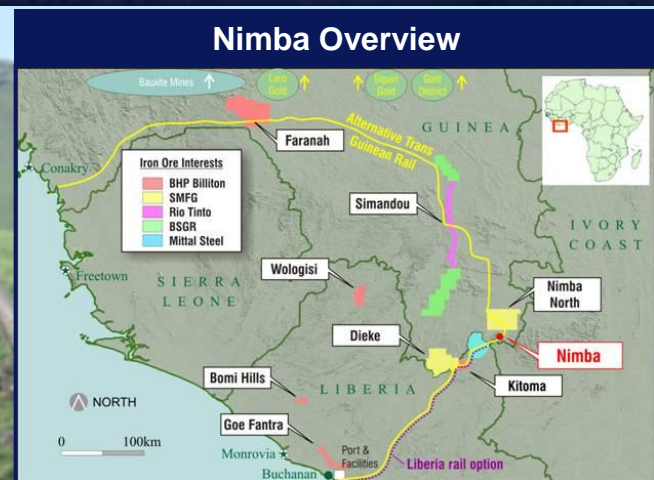 Nimba Overview
Bauxite Mines
Lero
Gold
Siguiri
Gold
Gold
District
Faranah
GUINEA
Alternative Trans
Guinean Rail
Conakry
Iron Ore Interests
BHP Billiton
SMFG
Rio Tinto
BSGR
Mittal Steel
Simandou
IVORY
COAST
Freetown
SIERRA
LEONE
Wologisi
Nimba
North
Dieke
Nimba
Bomi Hills
LIBERIA
Kitoma
NORTH
Goe Fantra
0 100km
Monrovia
Port &
Facilities
Liberia rail option
Buchanan